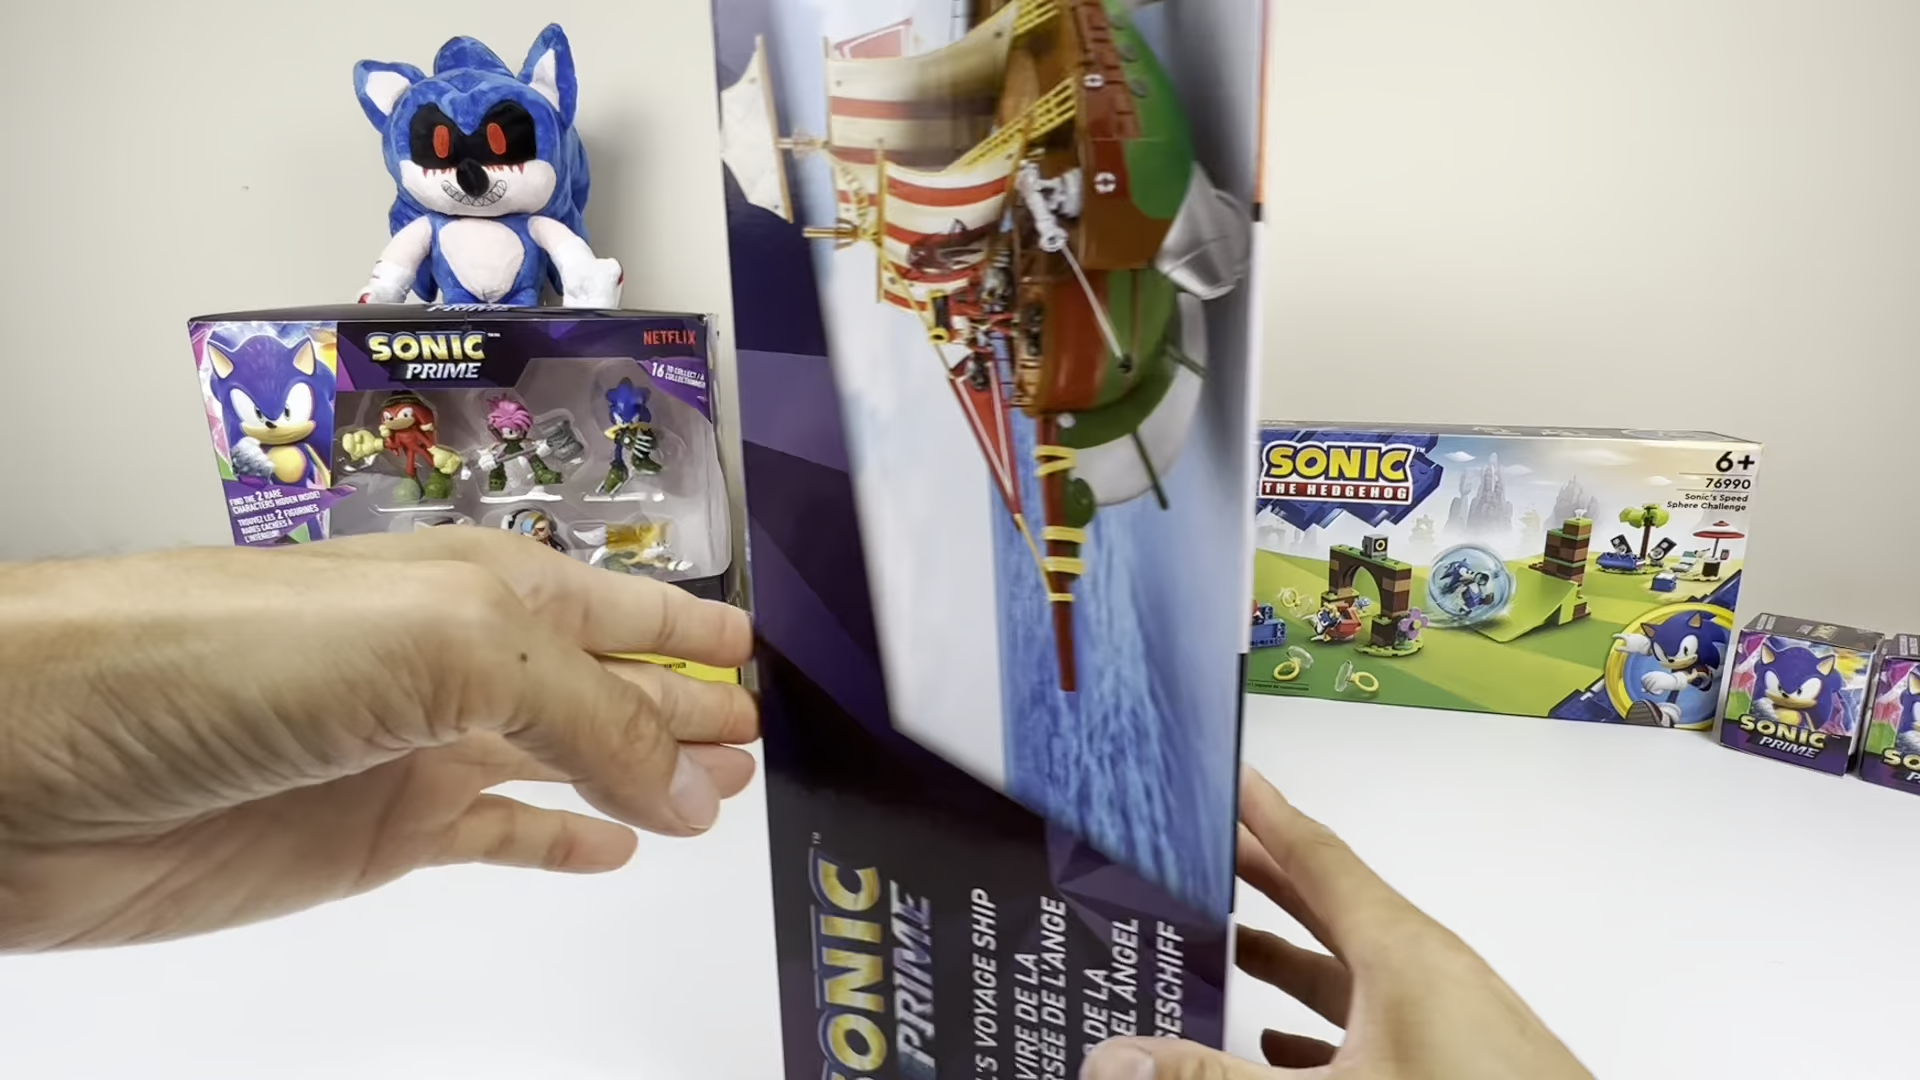 SONIC
PRIME
NETFLIX
16 TO COLLECT / À
COLLECTIONNER
FIND THE 2 RARE
CHARACTERS HIDDEN INSIDE!
TROUVEZ LES 2 FIGURINES
RARES CACHÉES À
L'INTÉRIEUR!
SONIC
PRIME
'S VOYAGE SHIP
VIRE DE LA
RSÉE DE L'ANGE
DE LA
EL ÁNGEL
SESCHIFF
SONIC
THE HEDGEHOG
6+
76990
Sonic's Speed
Sphere Challenge
SONIC
PRIME
SO
P